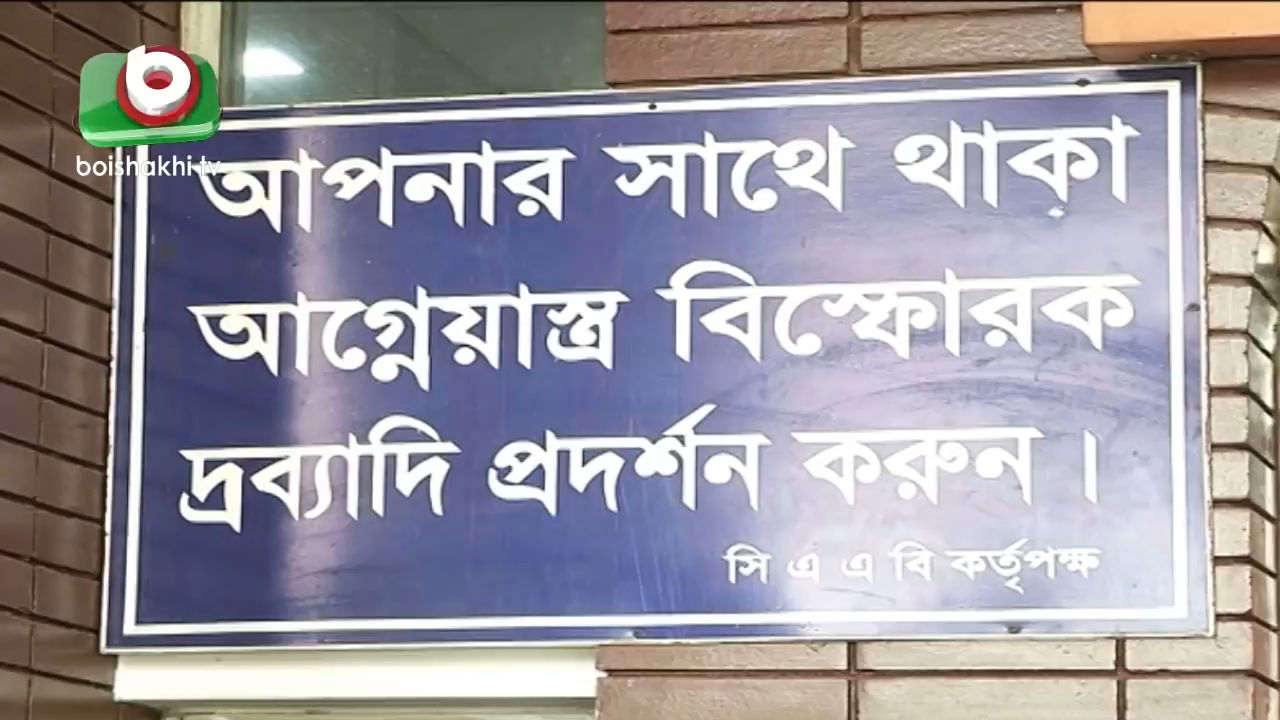 boishakhi tv
আপনার সাথে থাকা
আগ্নেয়াস্ত্র বিস্ফোরক
দ্রব্যাদি প্রদর্শন করুন।
সি এ এ বি কর্তৃপক্ষ